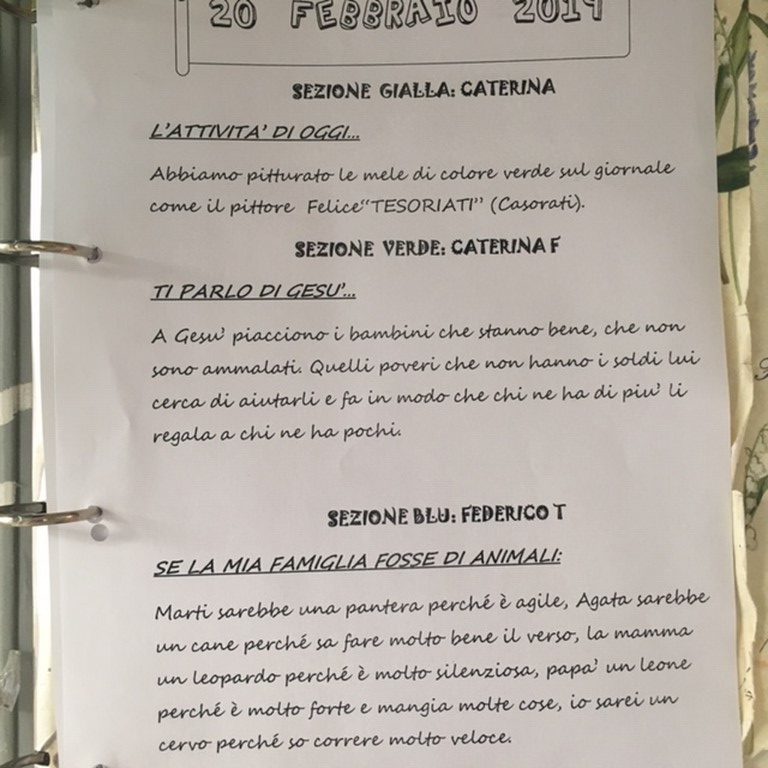 20 FEBBRAIO 2019
SEZIONE GIALLA: CATERINA
L'ATTIVITA' DI OGGI...
Abbiamo pitturato le mele di colore verde sul giornale
come il pittore Felice"TESORIATI" (Casorati).
SEZIONE VERDE: CATERINA F
TI PARLO DI GESU'...
A Gesu' piacciono i bambini che stanno bene, che non
sono ammalati. Quelli poveri che non hanno i soldi lui
cerca di aiutarli e fa in modo che chi ne ha di piu' li
regala a chi ne ha pochi.
SEZIONE BLU: FEDERICO T
SE LA MIA FAMIGLIA FOSSE DI ANIMALI:
Marti sarebbe una pantera perché è agile, Agata sarebbe
un cane perché sa fare molto bene il verso, la mamma
un leopardo perché è molto silenziosa, papa' un leone
perché è molto forte e mangia molte cose, io sarei un
cervo perché so correre molto veloce.